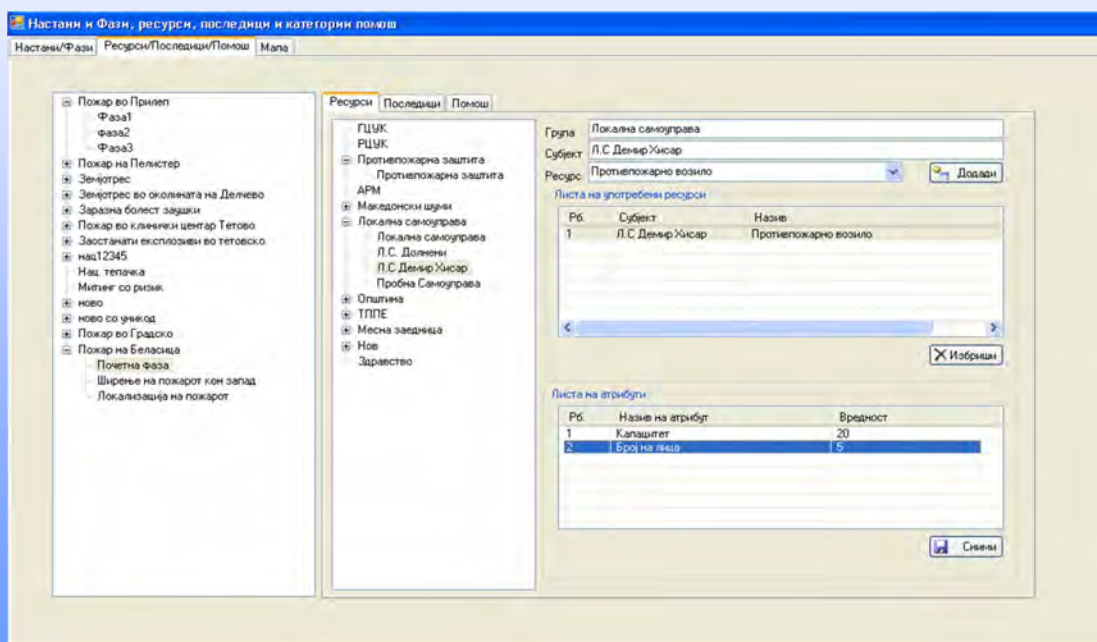 Настани и Фази, ресурси, последици и категории помош
Настани/Фази Ресурси/Последици/Помош Мапа
Пожар во Прилеп
Фаза1
фаза2
Фаза3
Пожар на Пелистер
Земјотрес
Земјотрес во околината на Делчево
Заразна болест заушки
Пожар во клинички центар Тетово
Заостанати експлозиви во тетовско
нац12345
Нац. тепачка
Митинг со ризик
ново
ново со уникод
Пожар во Градско
Пожар на Беласица
Почетна фаза
Ширење на пожарот кон запад
Локализација на пожарот
Ресурси Последици Помош
ГЦУК
РЦУК
Противпожарна заштита
Противпожарна заштита
АРМ
Македонски шуми
Локална самоуправа
Локална самоуправа
Л.С. Долнени
Л.С Демир Хисар
Пробна Самоуправа
Општина
ТППЕ
Месна заедница
Нов
Здравство
Група Локална самоуправа
Субјект Л.С Демир Хисар
Ресурс Противпожарно возило Додади
Листа на употребени ресурси
Рб. Субјект Назив
1 Л.С Демир Хисар Противпожарно возило
Избриши
Листа на атрибути
Рб. Назив на атрибут Вредност
1 Капацитет 20
2 Број на лица 5
Сними